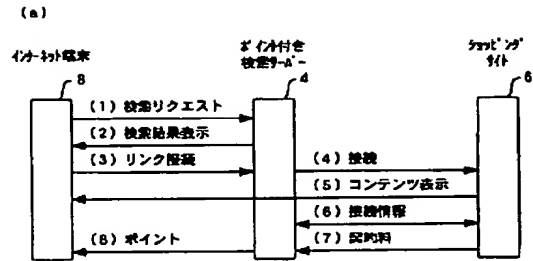 (a)
インターネット端末
ポイント付き
検索サーバー
ショッピング
サイト
8
4
6
(1) 検索リクエスト
(2) 検索結果表示
(3) リンク接続
(4) 接続
(5) コンテンツ表示
(6) 接続情報
(7) 契約料
(8) ポイント